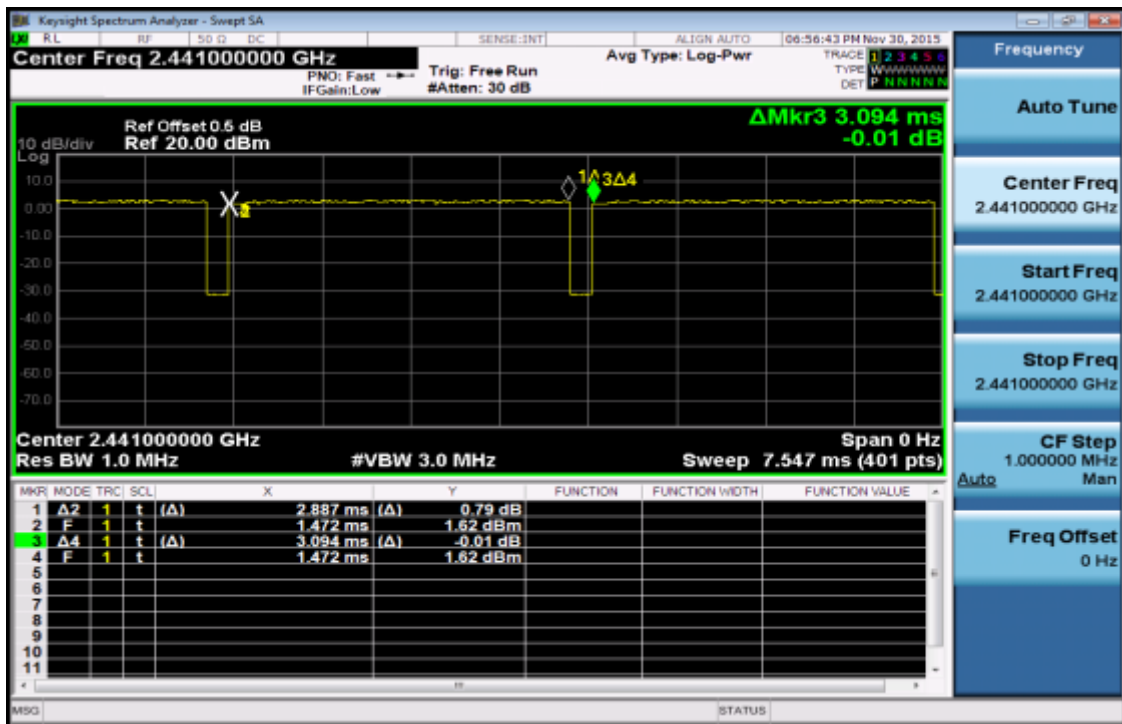 Keysight Spectrum Analyzer - Swept SA
RL RF 50 Ω DC SENSE:INT ALIGN AUTO 06:56:43 PM Nov 30, 2015
Center Freq 2.441000000 GHz
PNO: Fast
IFGain:Low
Trig: Free Run
#Atten: 30 dB
Avg Type: Log-Pwr
TRACE 1 2 3 4 5 6
TYPE WWWWWWW
DET P N N N N N
ΔMkr3 3.094 ms
-0.01 dB
Ref Offset 0.5 dB
10 dB/div Ref 20.00 dBm
Log
10.0
0.00
-10.0
-20.0
-30.0
-40.0
-50.0
-60.0
-70.0
X
1Δ 3Δ4
Center 2.441000000 GHz Span 0 Hz
Res BW 1.0 MHz #VBW 3.0 MHz Sweep 7.547 ms (401 pts)
MKR MODE TRC SCL X Y FUNCTION FUNCTION WIDTH FUNCTION VALUE
1 Δ2 1 t (Δ) 2.887 ms (Δ) 0.79 dB
2 F 1 t 1.472 ms 1.62 dBm
3 Δ4 1 t (Δ) 3.094 ms (Δ) -0.01 dB
4 F 1 t 1.472 ms 1.62 dBm
5
6
7
8
9
10
11
MSG STATUS
Frequency
Auto Tune
Center Freq
2.441000000 GHz
Start Freq
2.441000000 GHz
Stop Freq
2.441000000 GHz
CF Step
1.000000 MHz
Auto Man
Freq Offset
0 Hz